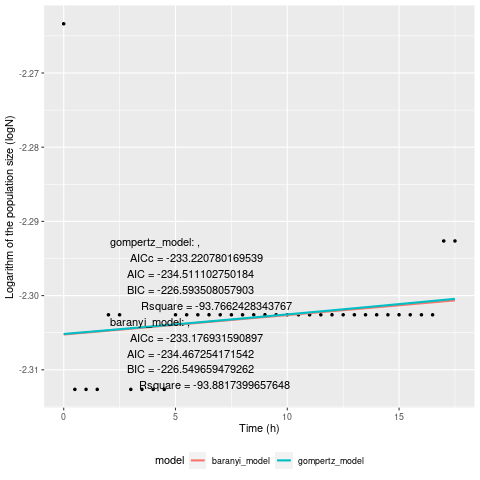 -2.27
-2.28
-2.29
-2.30
-2.31
Logarithm of the population size (logN)
gompertz_model: ,
AICc = -233.220780169539
AIC = -234.511102750184
BIC = -226.593508057903
Rsquare = -93.7662428343767
baranyi_model: ,
AICc = -233.176931590897
AIC = -234.467254171542
BIC = -226.549659479262
Rsquare = -93.8817399657648
0 5 10 15
Time (h)
model baranyi_model gompertz_model